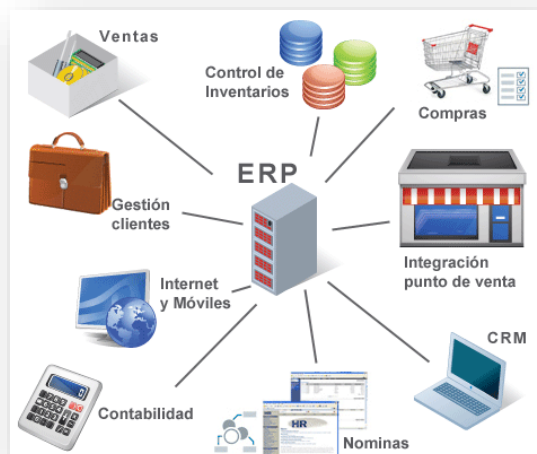 Ventas
Control de
Inventarios
Compras
ERP
Gestión
clientes
Integración
punto de venta
Internet
y Móviles
CRM
Contabilidad
HR
Nominas